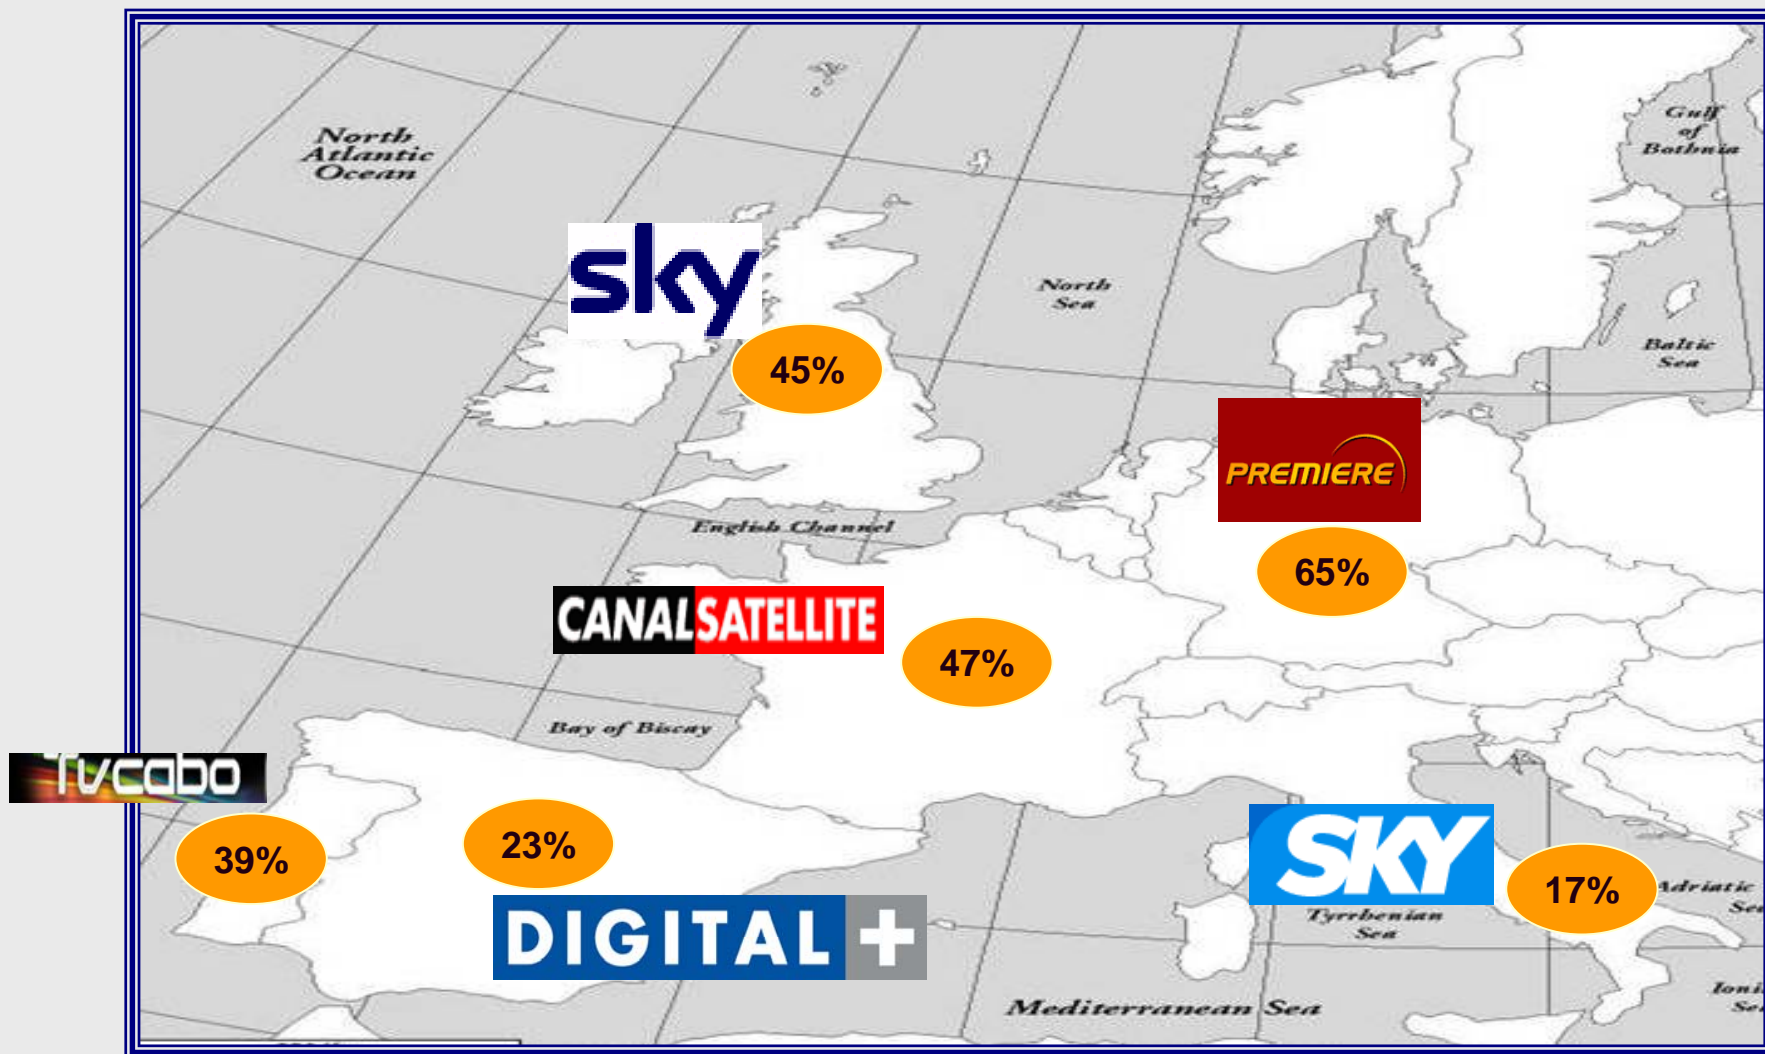 North
Atlantic
Ocean
Gulf
of
Bothnia
sky
North
Sea
45%
Baltic
Sea
PREMIERE
English Channel
65%
CANALSATELLITE
47%
Bay of Biscay
Tvcabo
39%
23%
SKY
17%
Adriatic
Tyrrhenian
Sea
DIGITAL +
Mediterranean Sea